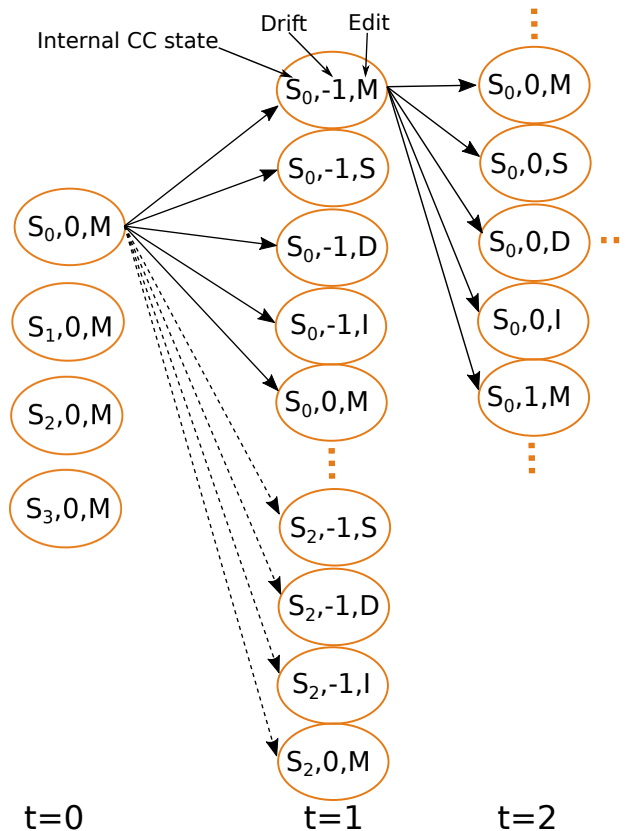 Internal CC state
Drift
Edit
S₀,0,M
S₁,0,M
S₂,0,M
S₃,0,M
S₀,-1,M
S₀,-1,S
S₀,-1,D
S₀,-1,I
S₀,0,M
S₂,-1,S
S₂,-1,D
S₂,-1,I
S₂,0,M
S₀,0,M
S₀,0,S
S₀,0,D
S₀,0,I
S₀,1,M
t=0
t=1
t=2